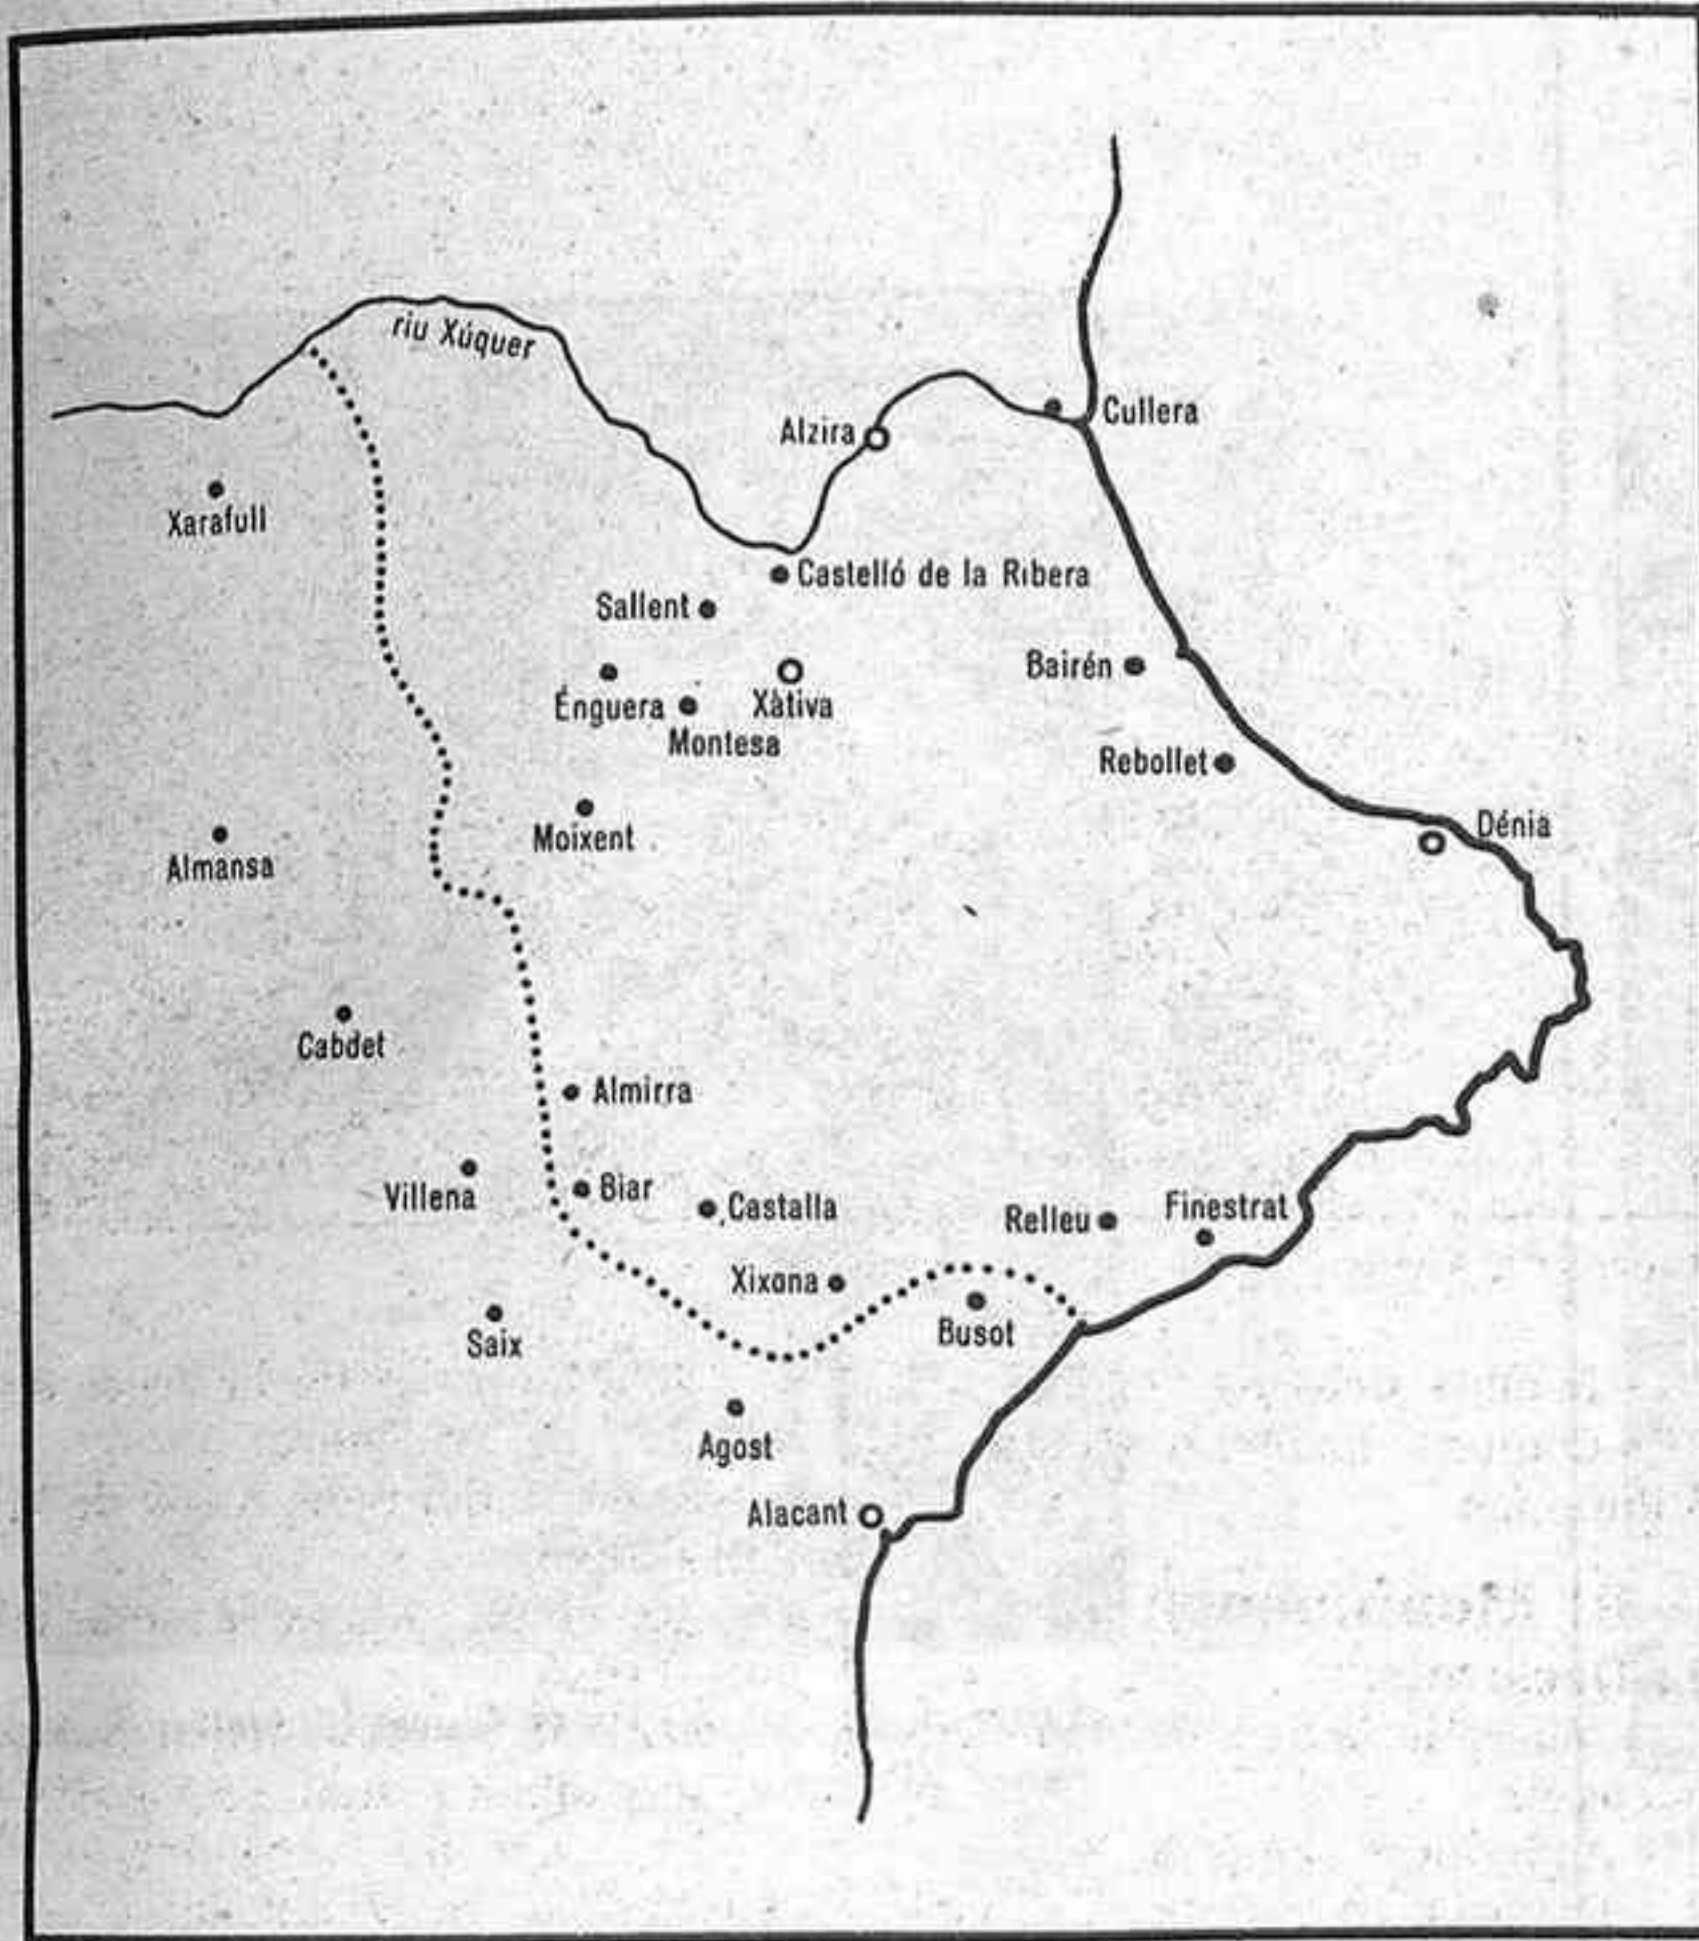 riu Xúquer
Cullera
Alzira
Xarafull
Castelló de la Ribera
Sallent
Bairén
Énguera
Xàtiva
Montesa
Rebollet
Dénia
Moixent
Almansa
Cabdet
Almirra
Villena
Biar
Castalla
Relleu
Finestrat
Xixona
Busot
Saix
Agost
Alacant